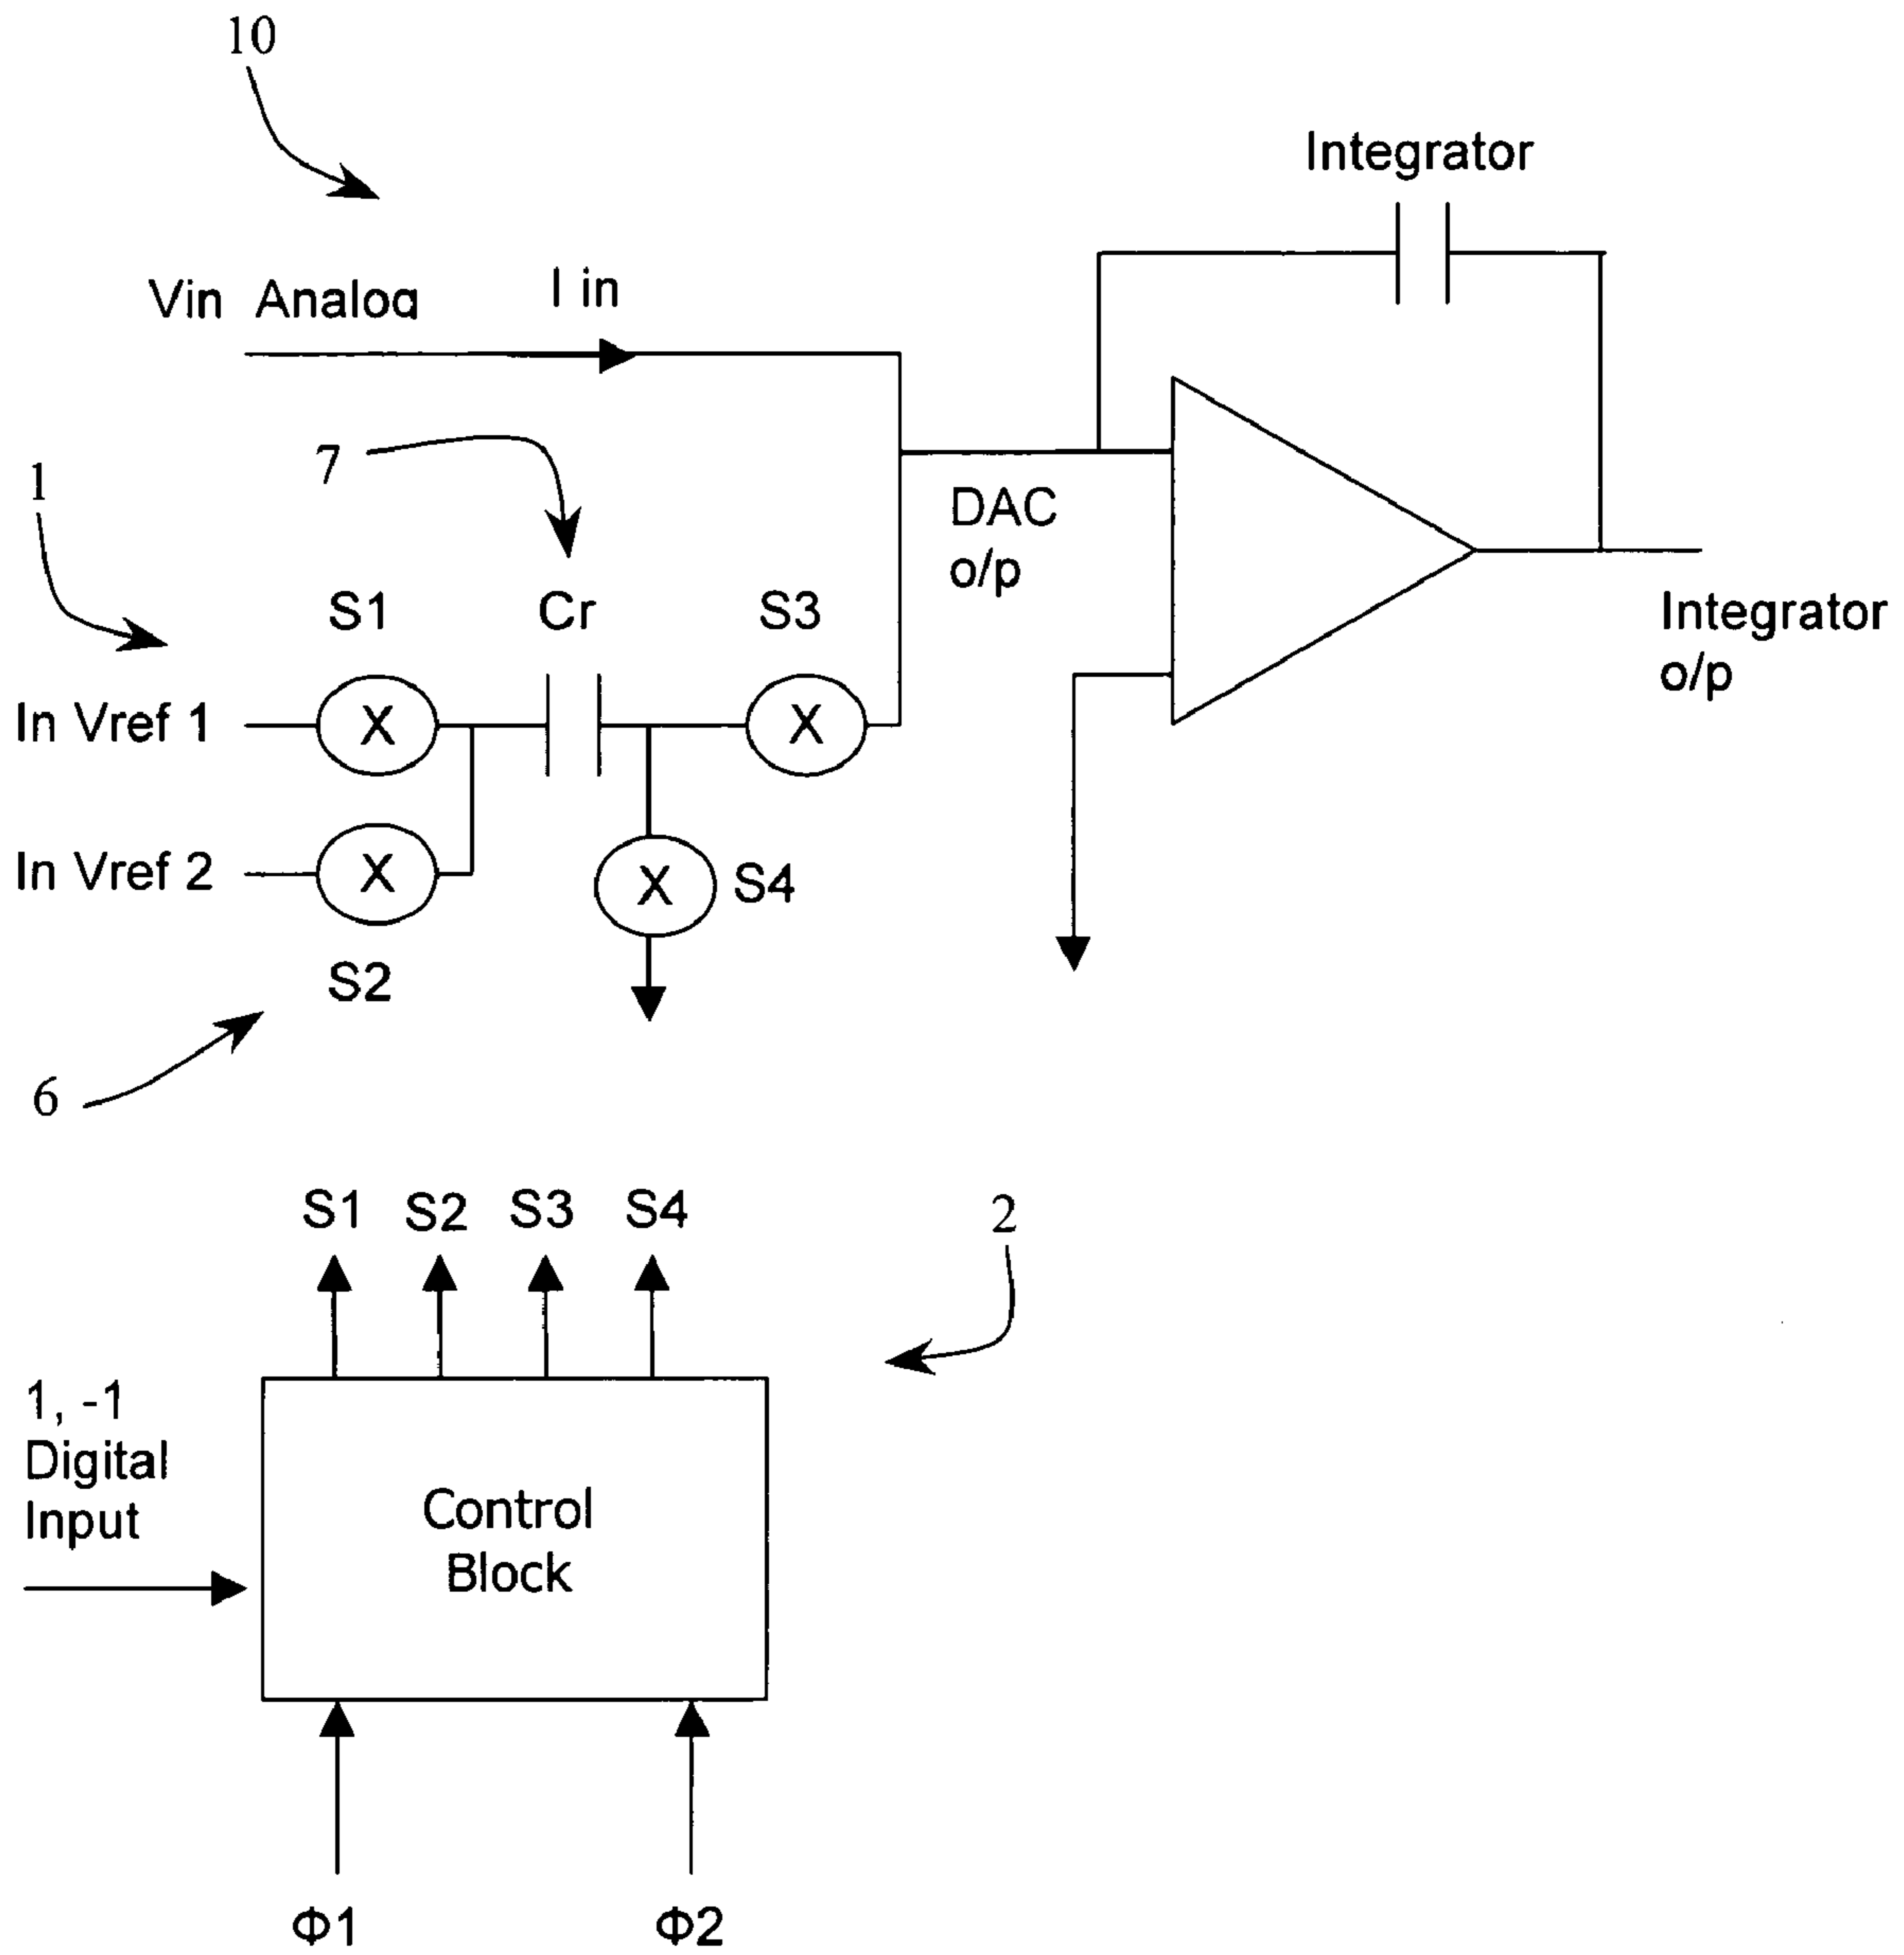 10
Integrator
Vin Analog
I in
7
1
DAC
o/p
S1
Cr
S3
Integrator
o/p
In Vref 1
X
X
In Vref 2
X
X
S4
S2
6
S1
S2
S3
S4
2
1, -1
Digital
Input
Control
Block
Φ1
Φ2